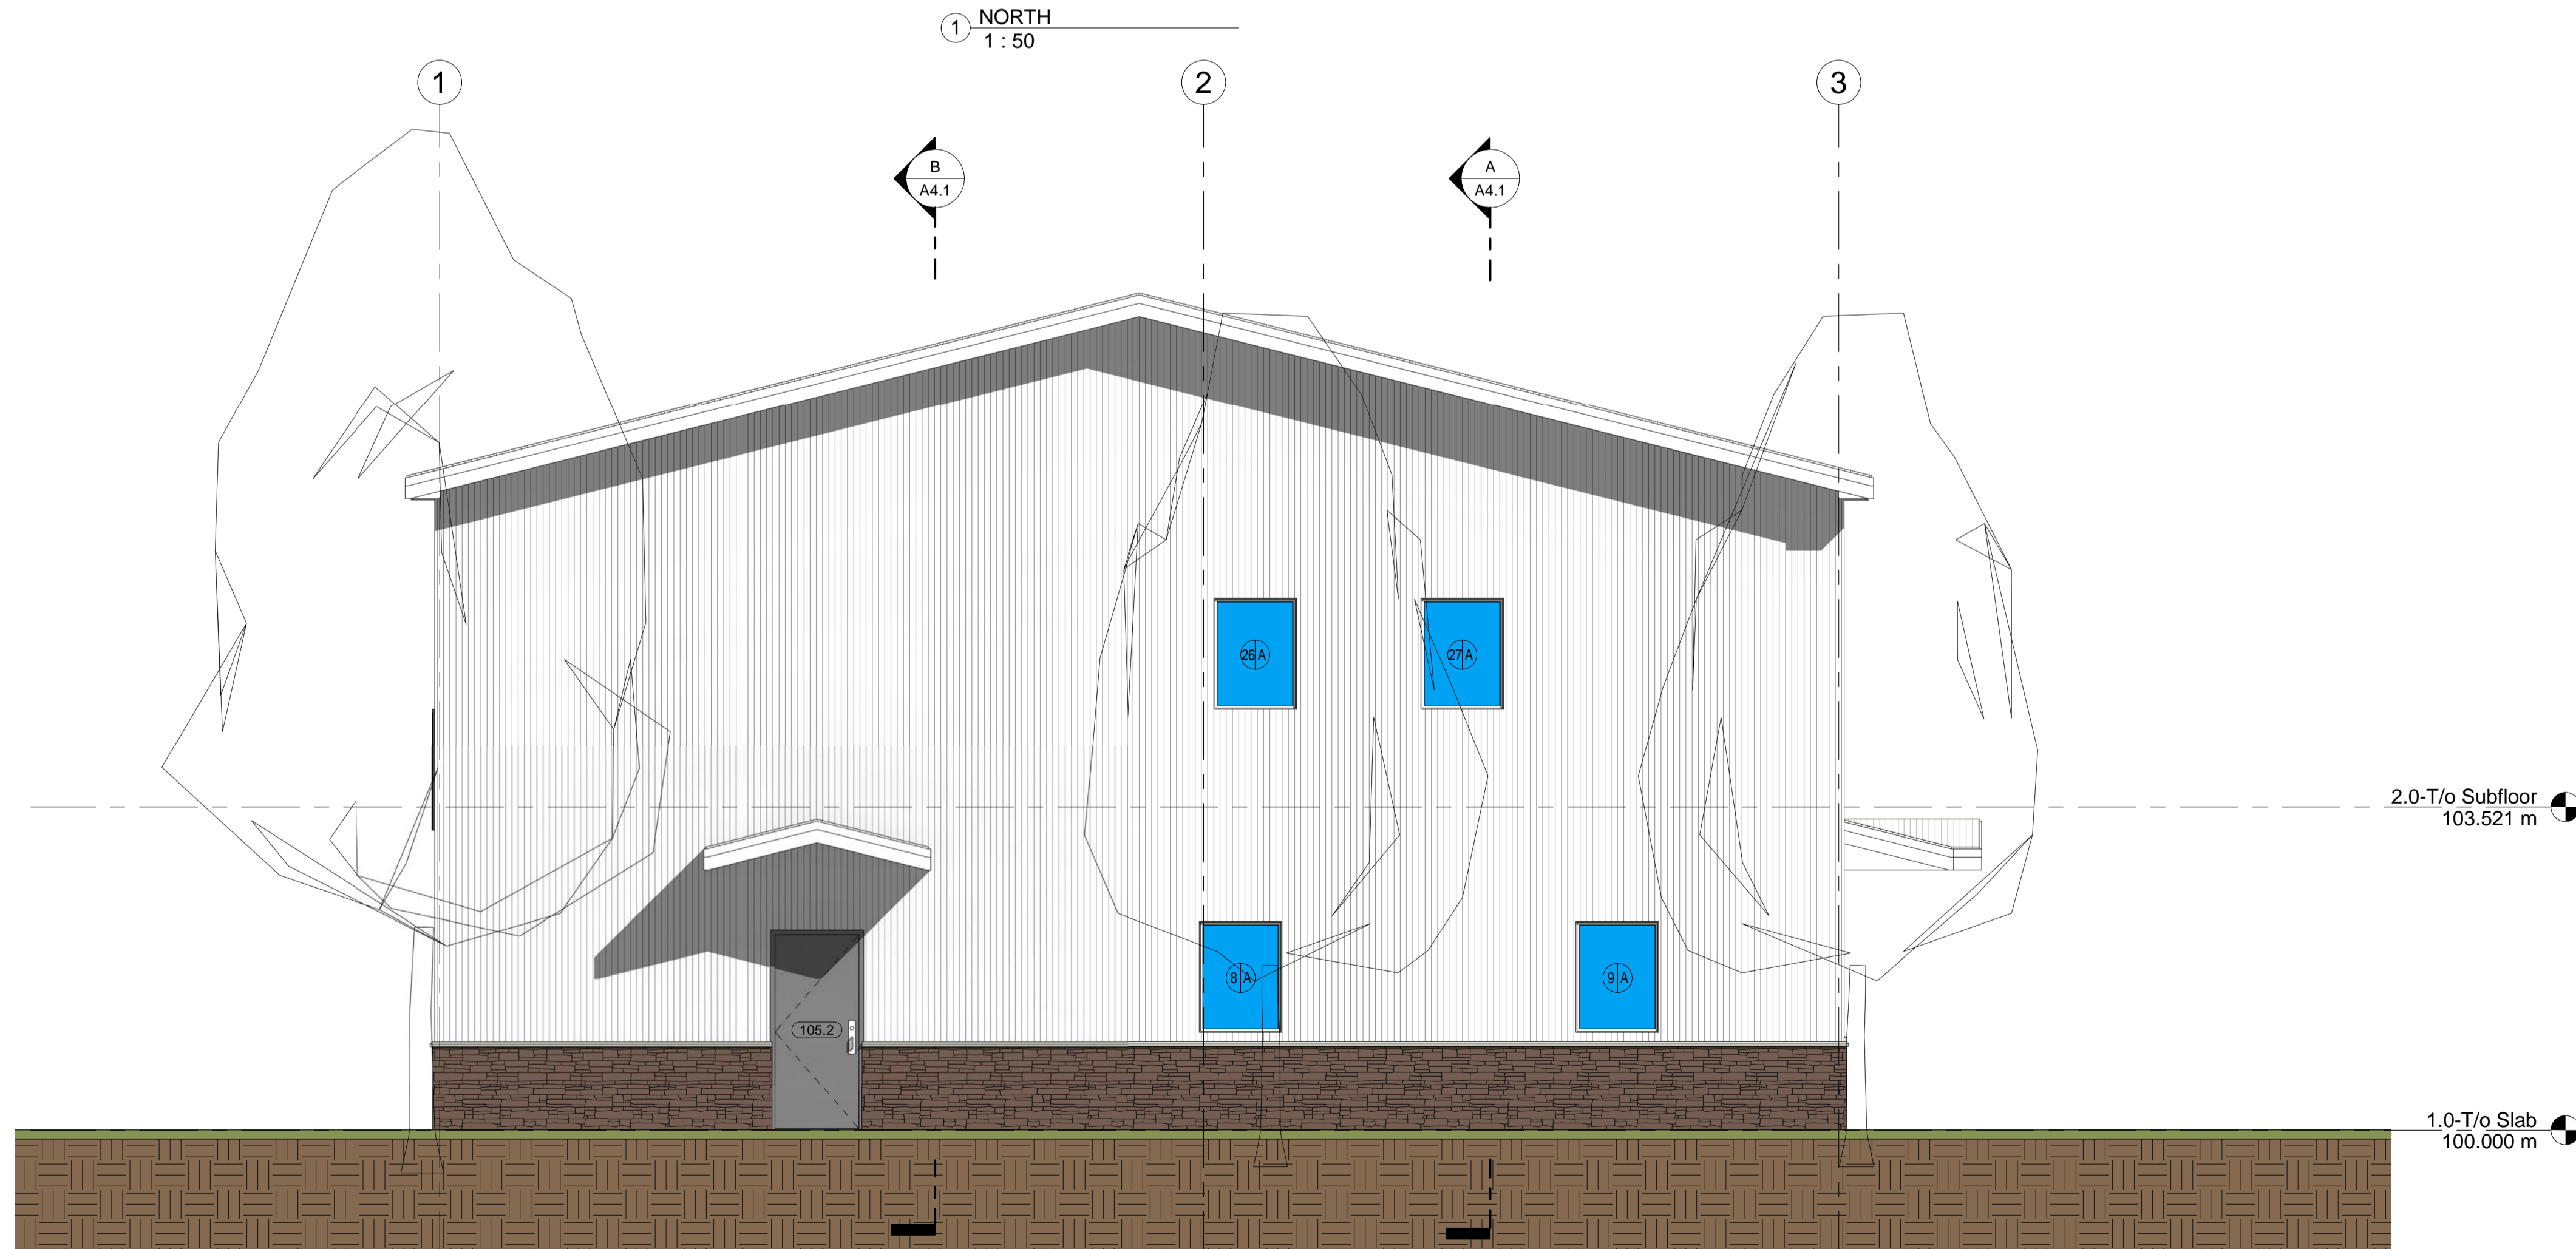 1 NORTH
1 : 50
1
2
3
B
A4.1
A
A4.1
26 A
27 A
2.0-T/o Subfloor
103.521 m
8 A
9 A
105.2
1.0-T/o Slab
100.000 m